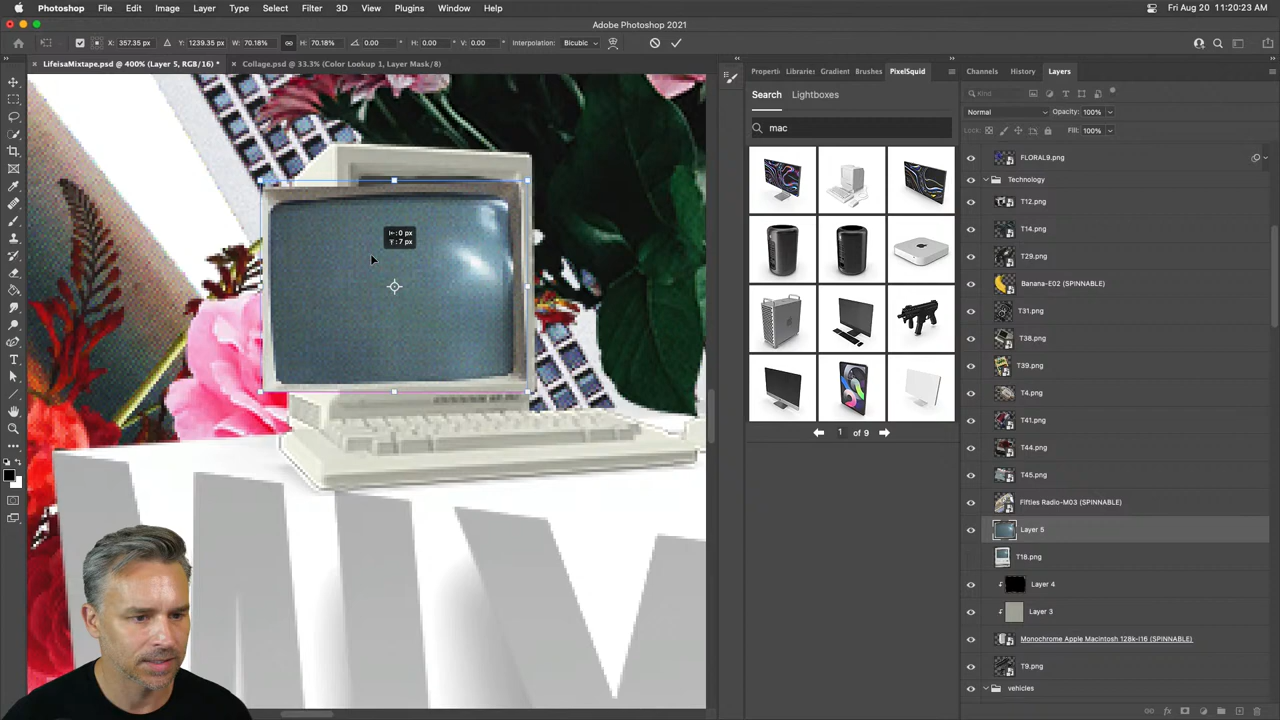 Photoshop File Edit Image Layer Type Select Filter 3D View Plugins Window Help Fri Aug 20 11:20:23 AM
Adobe Photoshop 2021
X: 357.35 px Y: 1239.35 px W: 70.18% H: 70.18% 0.00 ° H: 0.00 ° V: 0.00 ° Interpolation: Bicubic
LifeisaMixtape.psd @ 400% (Layer 5, RGB/16) * Collage.psd @ 33.3% (Color Lookup 1, Layer Mask/8)
Properti Librarie Gradient Brushes PixelSquid Channels History Layers
Search Lightboxes
Kind
Normal Opacity: 100%
mac
Lock: Fill: 100%
FLORAL9.png
Technology
T12.png
T14.png
T29.png
Banana-E02 (SPINNABLE)
T31.png
T38.png
T39.png
T4.png
T41.png
T44.png
T45.png
Fifties Radio-M03 (SPINNABLE)
Layer 5
T18.png
Layer 4
Layer 3
Monochrome Apple Macintosh 128k-I16 (SPINNABLE)
T9.png
vehicles
: 0 px
: 7 px
1 of 9